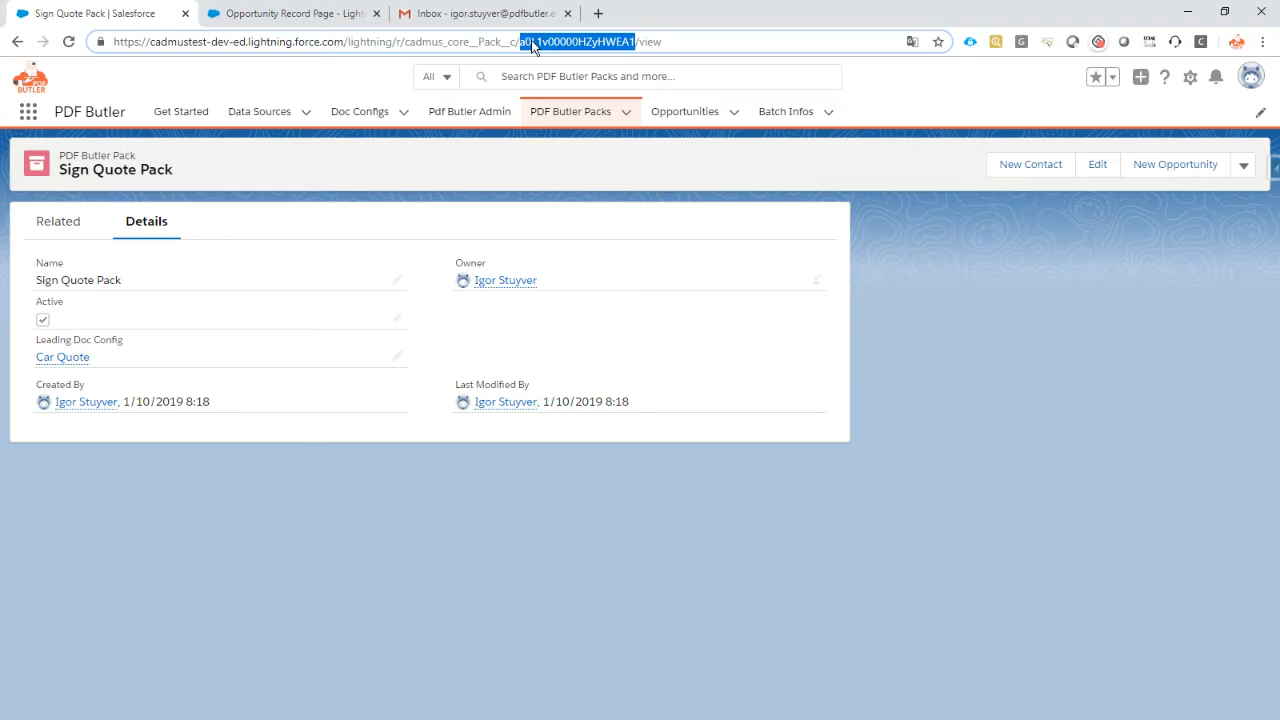 Sign Quote Pack | Salesforce
Opportunity Record Page - Light
Inbox - igor.stuyver@pdfbutler.c
https://cadmustest-dev-ed.lightning.force.com/lightning/r/cadmus_core__Pack__c/a0L1v00000HZyHWEA1/view
PDF BUTLER
All
Search PDF Butler Packs and more...
PDF Butler
Get Started
Data Sources
Doc Configs
Pdf Butler Admin
PDF Butler Packs
Opportunities
Batch Infos
PDF Butler Pack
Sign Quote Pack
New Contact
Edit
New Opportunity
Related
Details
Name
Sign Quote Pack
Owner
Igor Stuyver
Active
Leading Doc Config
Car Quote
Created By
Igor Stuyver, 1/10/2019 8:18
Last Modified By
Igor Stuyver, 1/10/2019 8:18